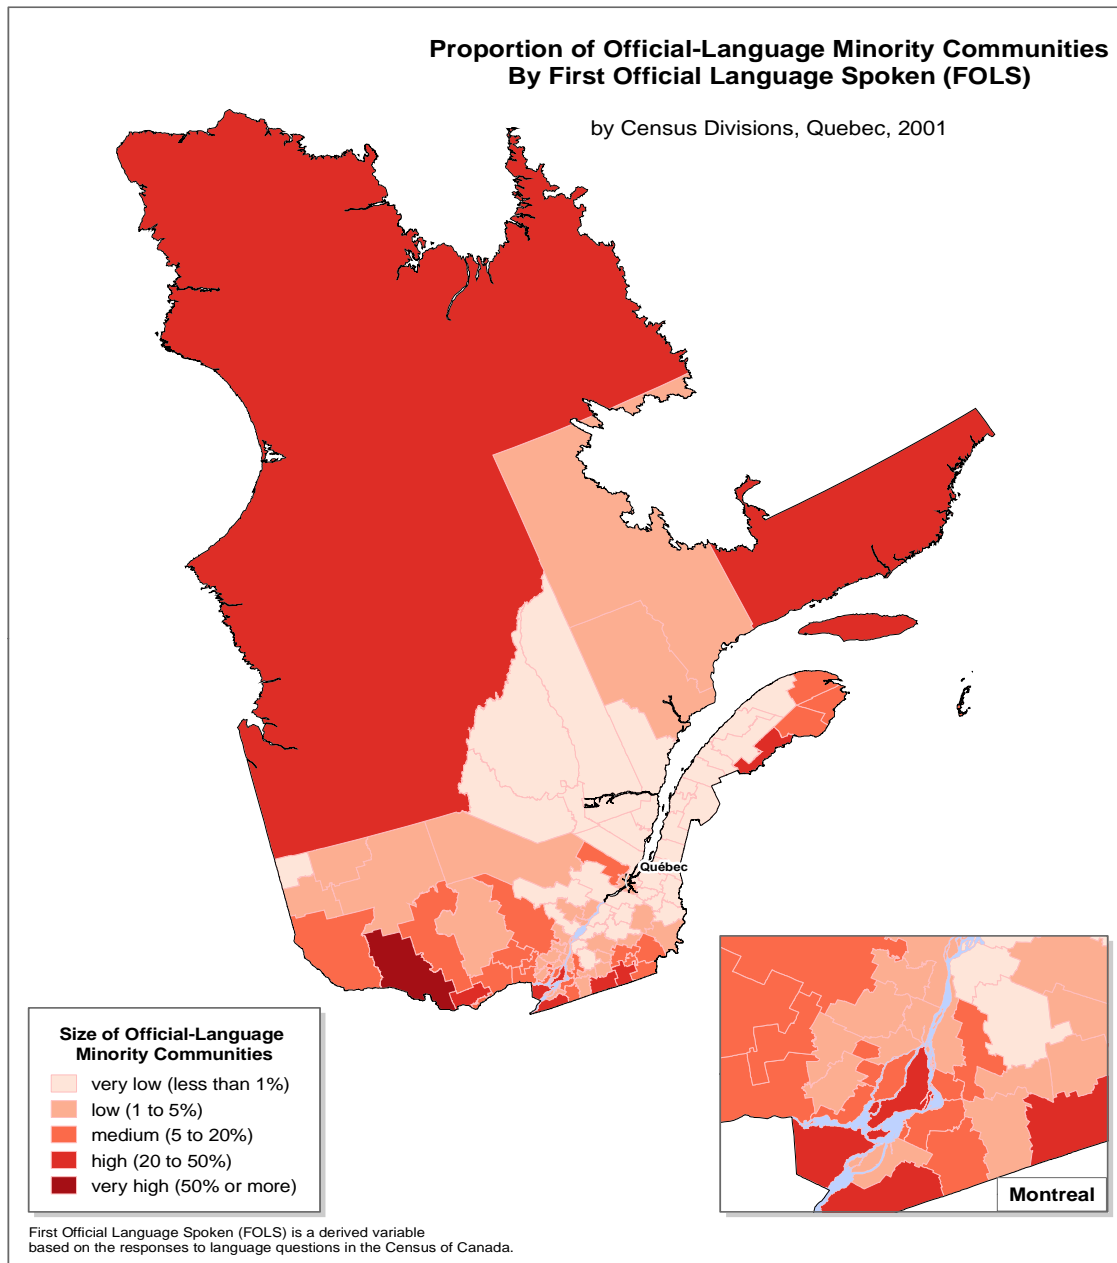 Proportion of Official-Language Minority Communities
By First Official Language Spoken (FOLS)
by Census Divisions, Quebec, 2001
Québec
Size of Official-Language
Minority Communities
very low (less than 1%)
low (1 to 5%)
medium (5 to 20%)
high (20 to 50%)
very high (50% or more)
Montreal
First Official Language Spoken (FOLS) is a derived variable
based on the responses to language questions in the Census of Canada.